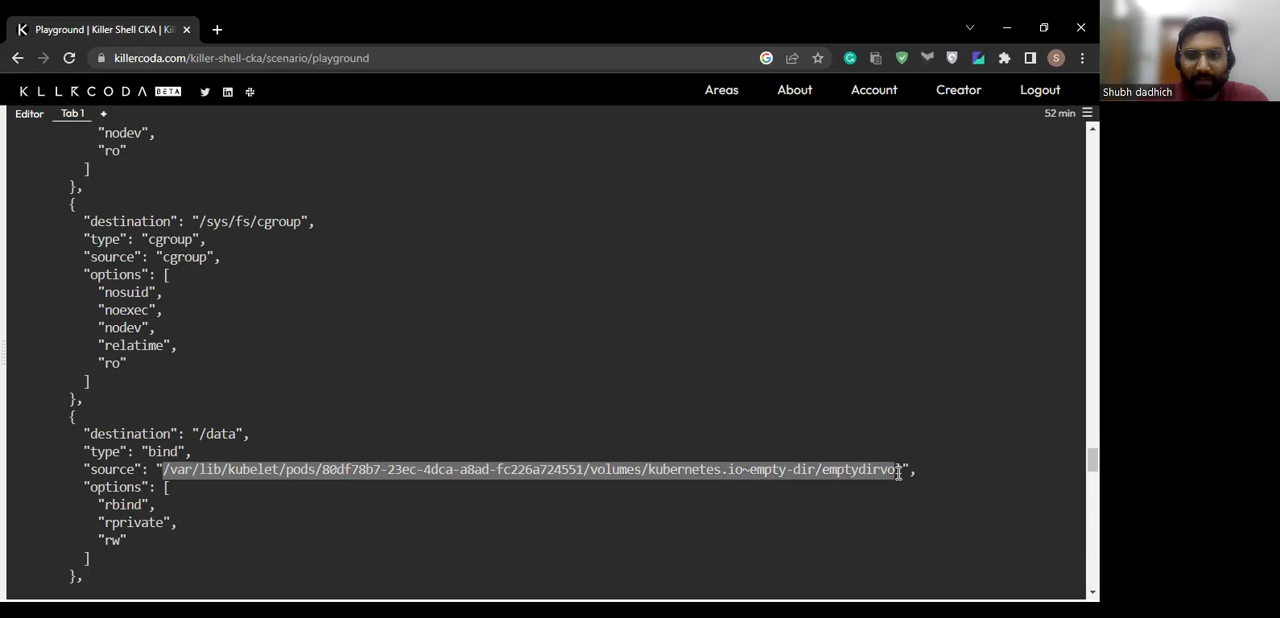 Playground | Killer Shell CKA | Kil
killercoda.com/killer-shell-cka/scenario/playground
S
KILLERCODA BETA
Areas
About
Account
Creator
Logout
Editor
Tab 1
+
52 min
"nodev",
"ro"
]
},
{
"destination": "/sys/fs/cgroup",
"type": "cgroup",
"source": "cgroup",
"options": [
"nosuid",
"noexec",
"nodev",
"relatime",
"ro"
]
},
{
"destination": "/data",
"type": "bind",
"source": "/var/lib/kubelet/pods/80df78b7-23ec-4dca-a8ad-fc226a724551/volumes/kubernetes.io~empty-dir/emptydirvol",
"options": [
"rbind",
"rprivate",
"rw"
]
},
Shubh dadhich